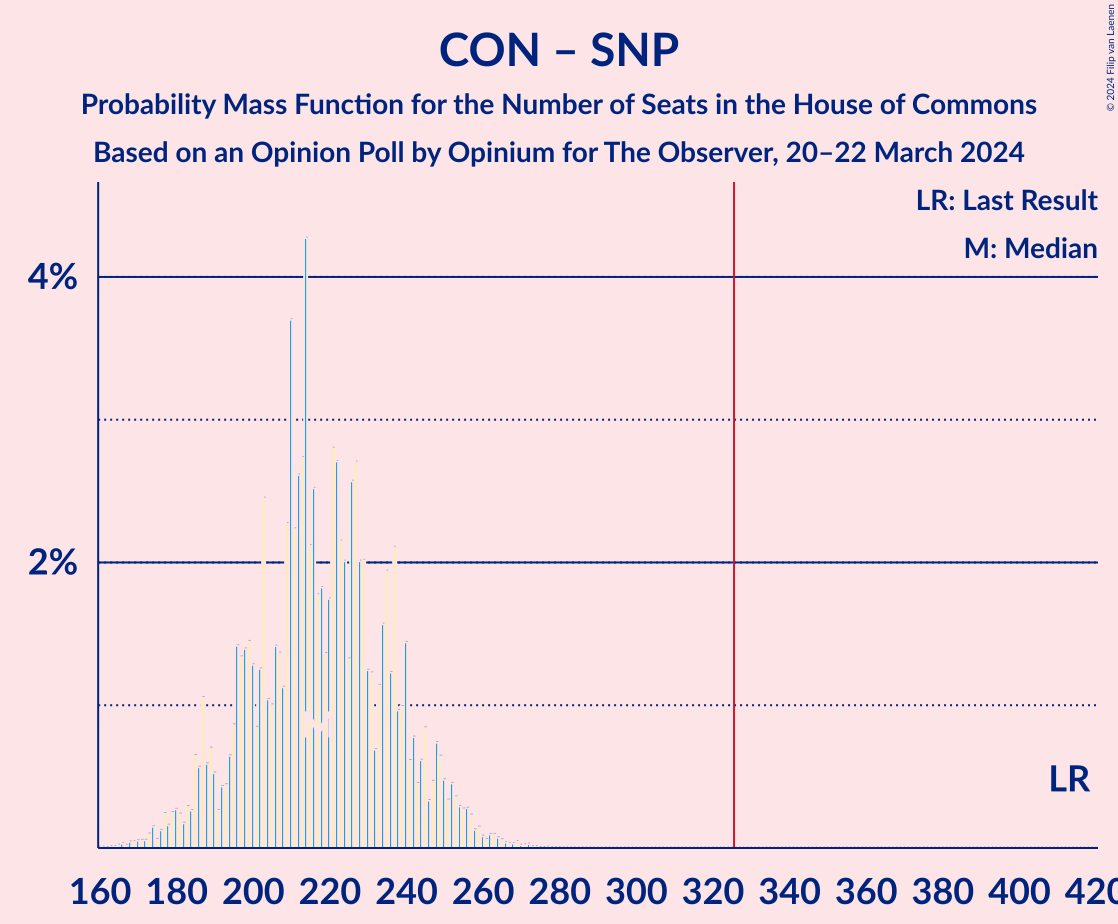 CON – SNP
Probability Mass Function for the Number of Seats in the House of Commons
Based on an Opinion Poll by Opinium for The Observer, 20–22 March 2024
© 2024 Filip van Laenen
LR: Last Result
M: Median
4%
2%
LR
160 180 200 220 240 260 280 300 320 340 360 380 400 420